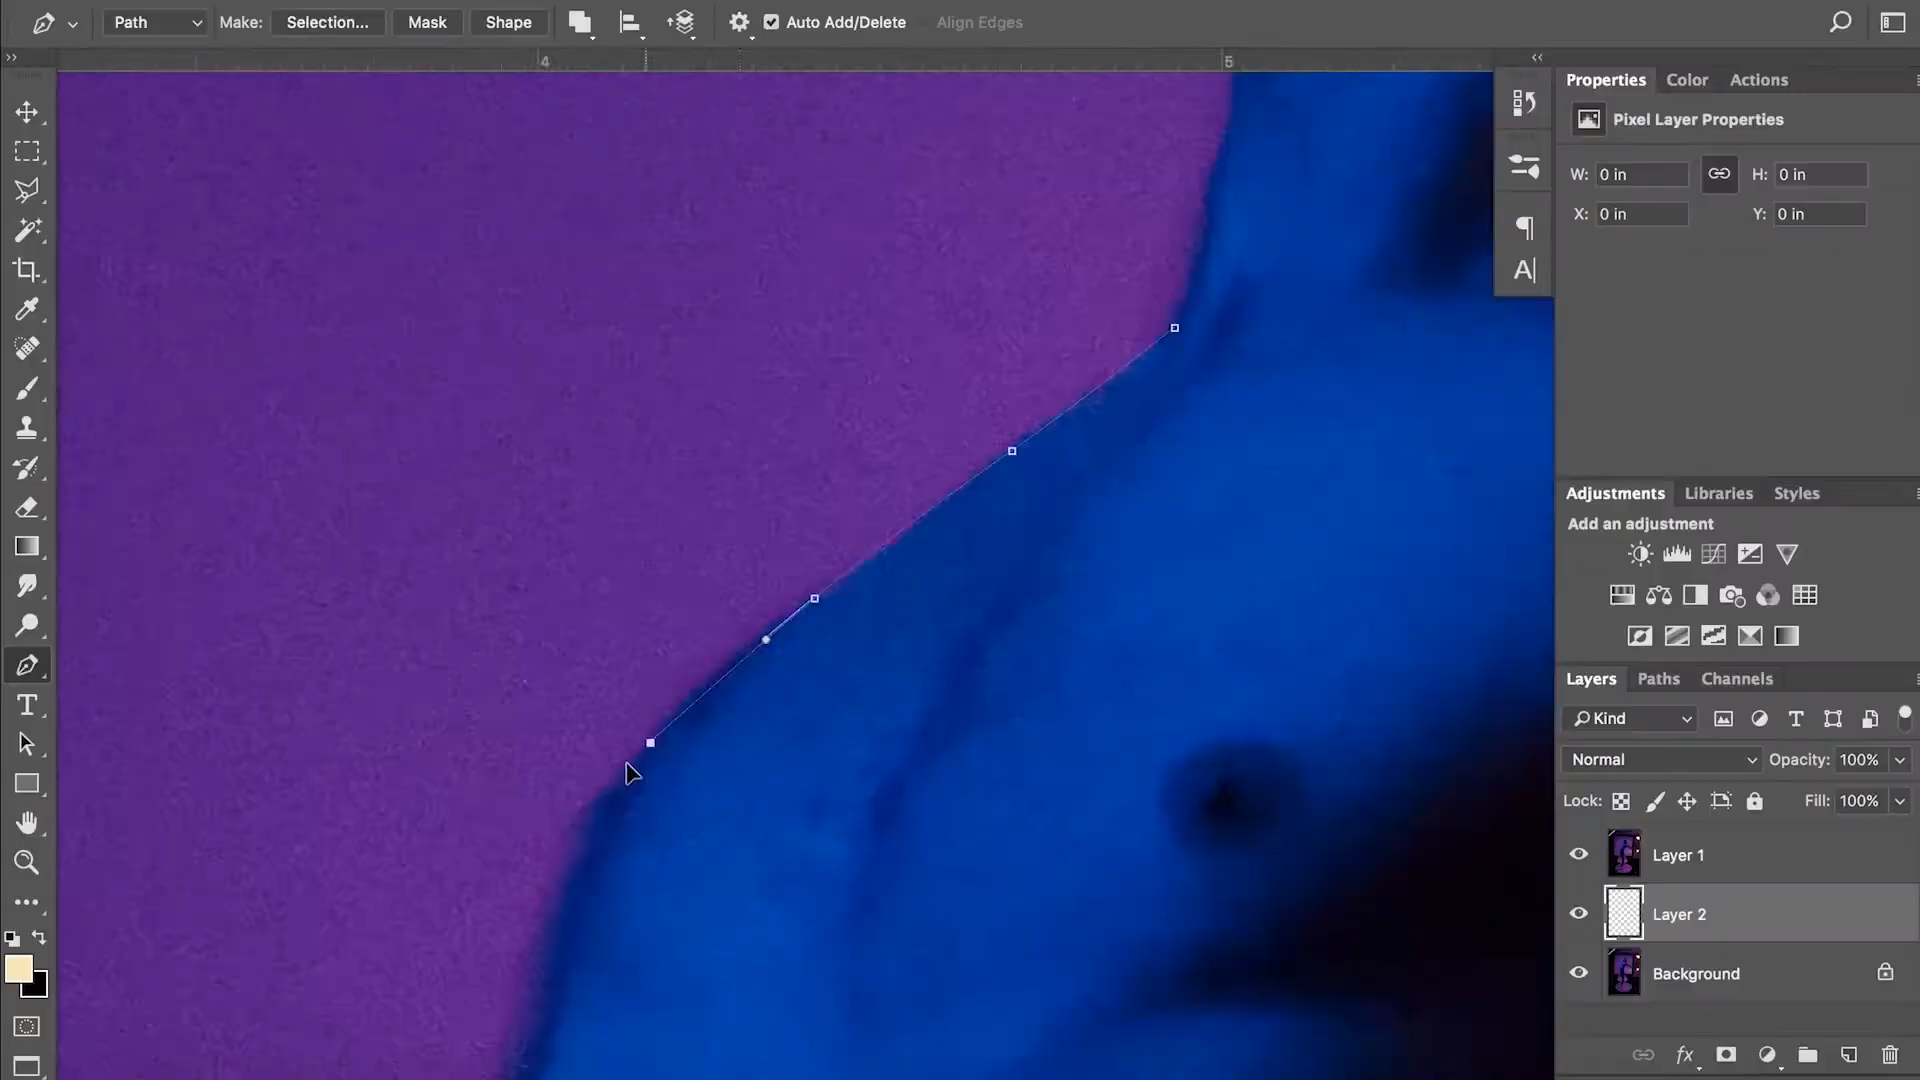 Path Make: Selection... Mask Shape Auto Add/Delete Align Edges
4 5
Properties Color Actions
Pixel Layer Properties
W: 0 in H: 0 in
X: 0 in Y: 0 in
Adjustments Libraries Styles
Add an adjustment
Layers Paths Channels
Kind
Normal Opacity: 100%
Lock: Fill: 100%
Layer 1
Layer 2
Background